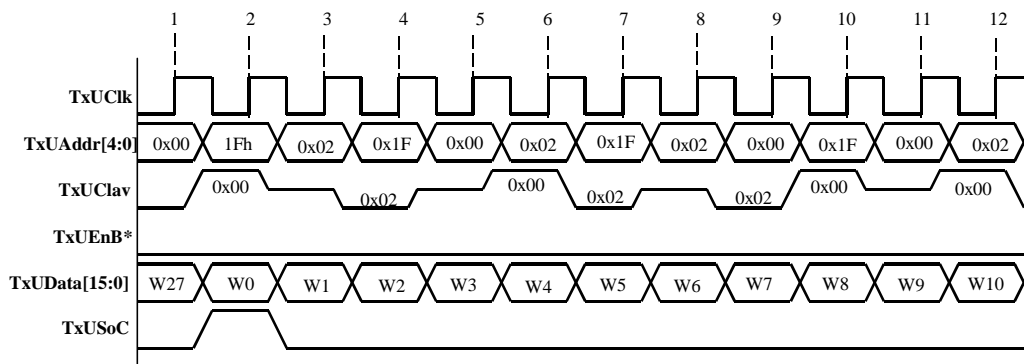 1 2 3 4 5 6 7 8 9 10 11 12
TxUClk
TxUAddr[4:0] 0x00 1Fh 0x02 0x1F 0x00 0x02 0x1F 0x02 0x00 0x1F 0x00 0x02
TxUClav 0x00 0x02 0x00 0x02 0x02 0x00 0x00
TxUEnB*
TxUData[15:0] W27 W0 W1 W2 W3 W4 W5 W6 W7 W8 W9 W10
TxUSoC